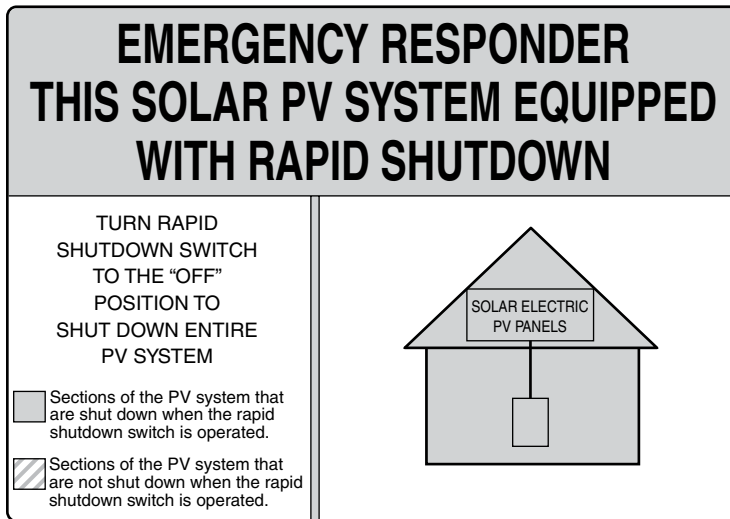 EMERGENCY RESPONDER
THIS SOLAR PV SYSTEM EQUIPPED
WITH RAPID SHUTDOWN
TURN RAPID
SHUTDOWN SWITCH
TO THE “OFF”
POSITION TO
SHUT DOWN ENTIRE
PV SYSTEM
Sections of the PV system that
are shut down when the rapid
shutdown switch is operated.
Sections of the PV system that
are not shut down when the rapid
shutdown switch is operated.
SOLAR ELECTRIC
PV PANELS